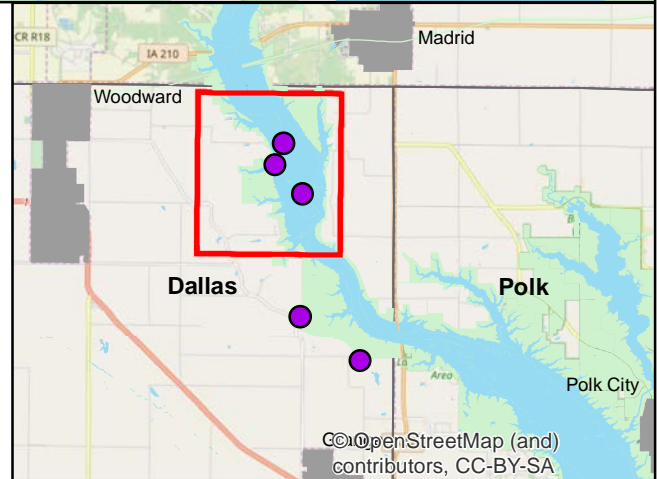 CR R18
IA 210
Madrid
Woodward
Dallas
Polk
Area
Polk City
©OpenStreetMap (and)
contributors, CC-BY-SA